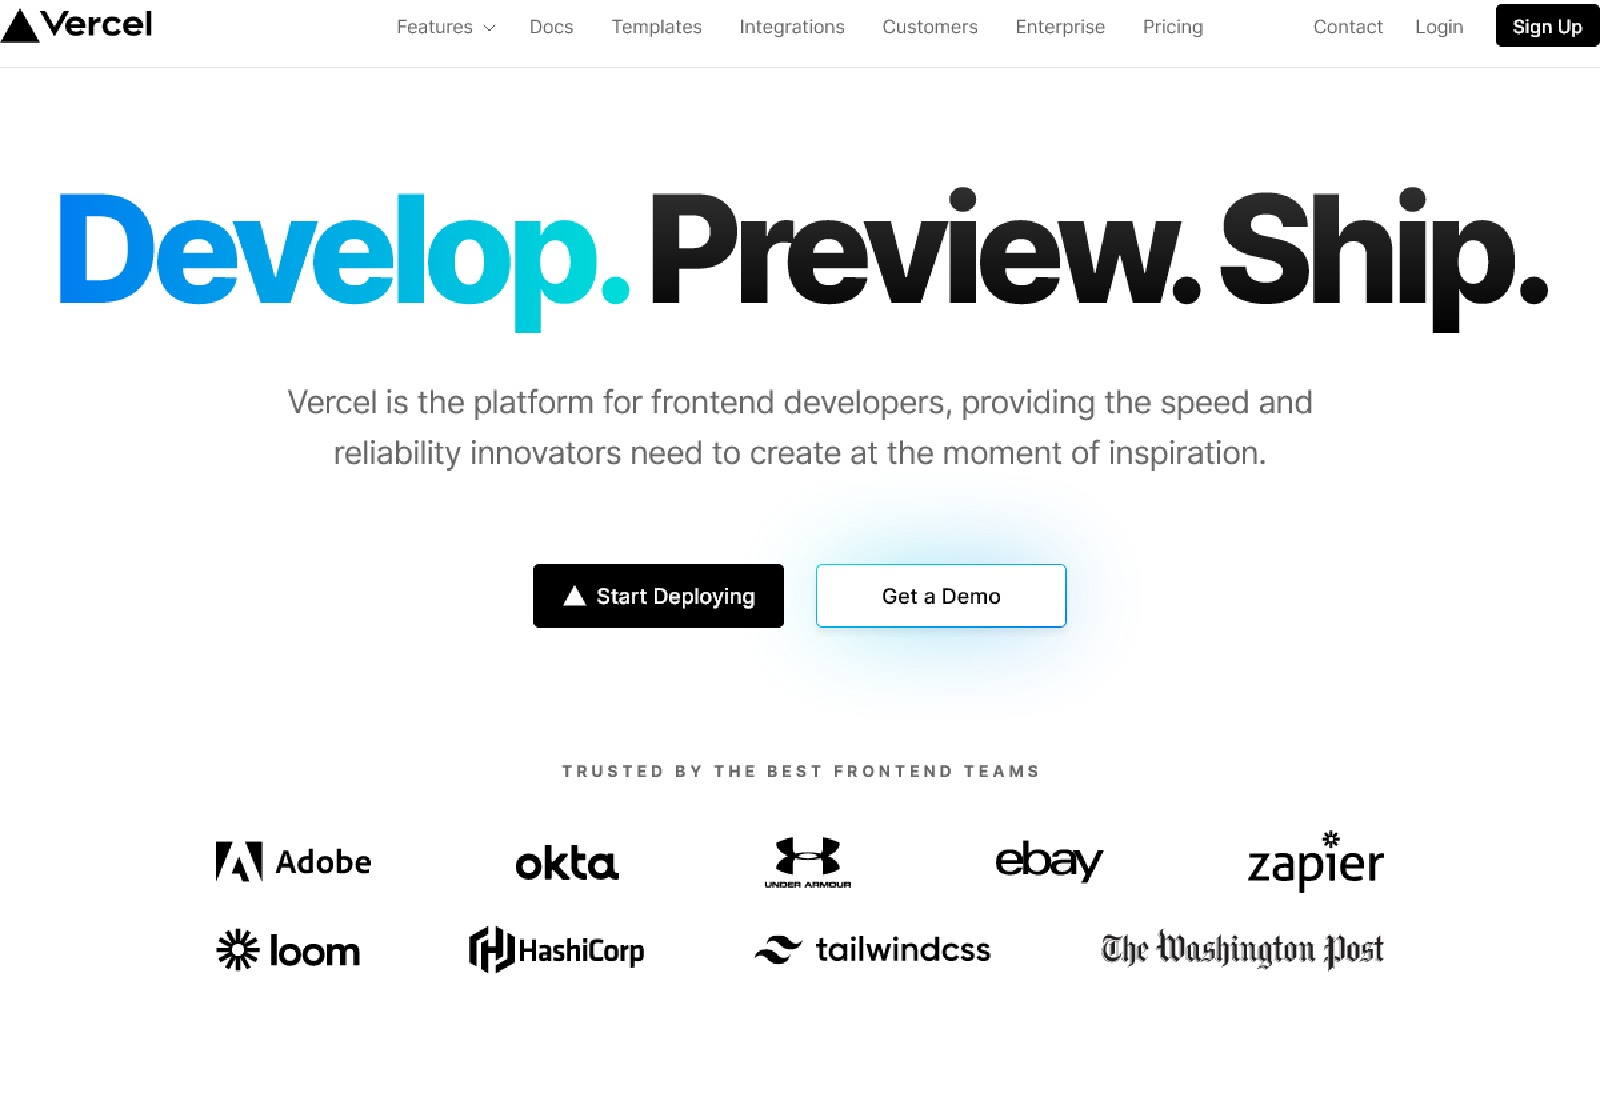 Vercel Features Docs Templates Integrations Customers Enterprise Pricing Contact Login Sign Up
Develop. Preview. Ship.
Vercel is the platform for frontend developers, providing the speed and
reliability innovators need to create at the moment of inspiration.
Start Deploying Get a Demo
TRUSTED BY THE BEST FRONTEND TEAMS
Adobe okta UNDER ARMOUR ebay zapier
loom HashiCorp tailwindcss The Washington Post